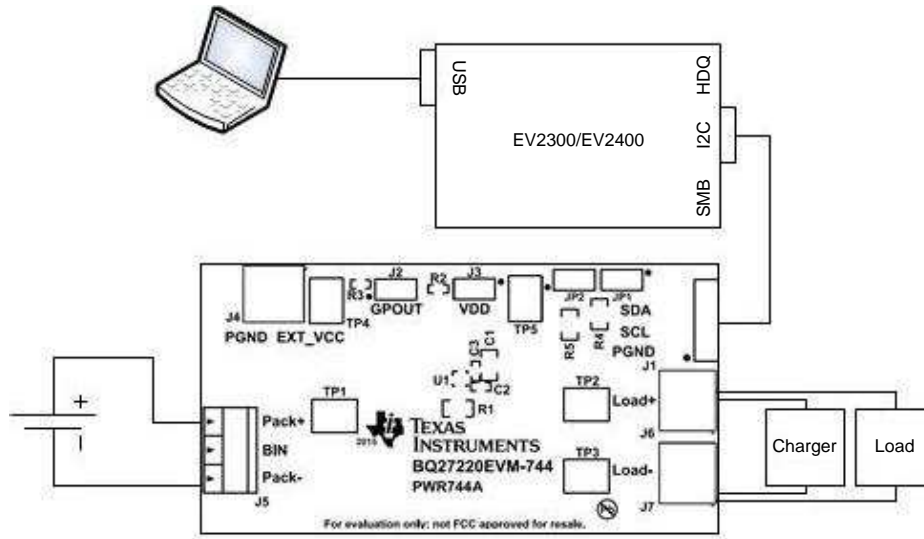 USB
HDQ
I2C
SMB
EV2300/EV2400
J4
PGND EXT_VCC
R3
TP4
J2
GPOUT
R2
J3
VDD
TP5
JP2
JP1
R5
R4
SDA
SCL
PGND
J1
C3
C1
U1
C2
R1
TP1
TP2
TP3
Pack+
BIN
Pack-
J5
Load+
J6
Load-
J7
TEXAS
INSTRUMENTS
BQ27220EVM-744
PWR744A
For evaluation only; not FCC approved for resale.
+
−
Charger
Load